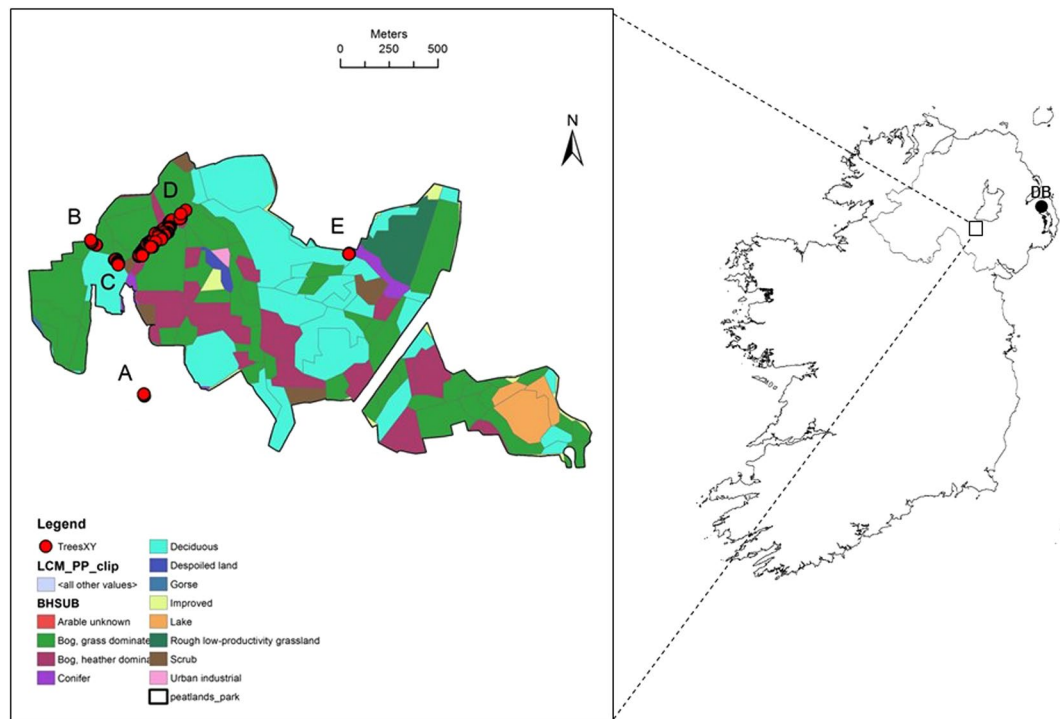 Meters
0 250 500
N
D
B
E
C
A
DB
Legend
TreesXY
LCM_PP_clip
<all other values>
BHSUB
Arable unknown
Bog, grass dominate
Bog, heather domina
Conifer
Deciduous
Despoiled land
Gorse
Improved
Lake
Rough low-productivity grassland
Scrub
Urban industrial
peatlands_park